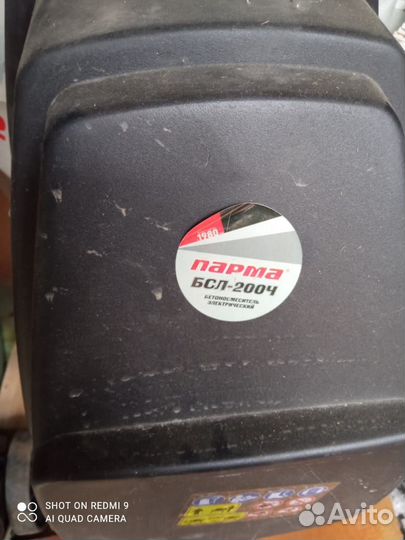 1980
ПАРМА®
БСЛ-200Ч
БЕТОНОСМЕСИТЕЛЬ
ЭЛЕКТРИЧЕСКИЙ
SHOT ON REDMI 9
AI QUAD CAMERA
Avito